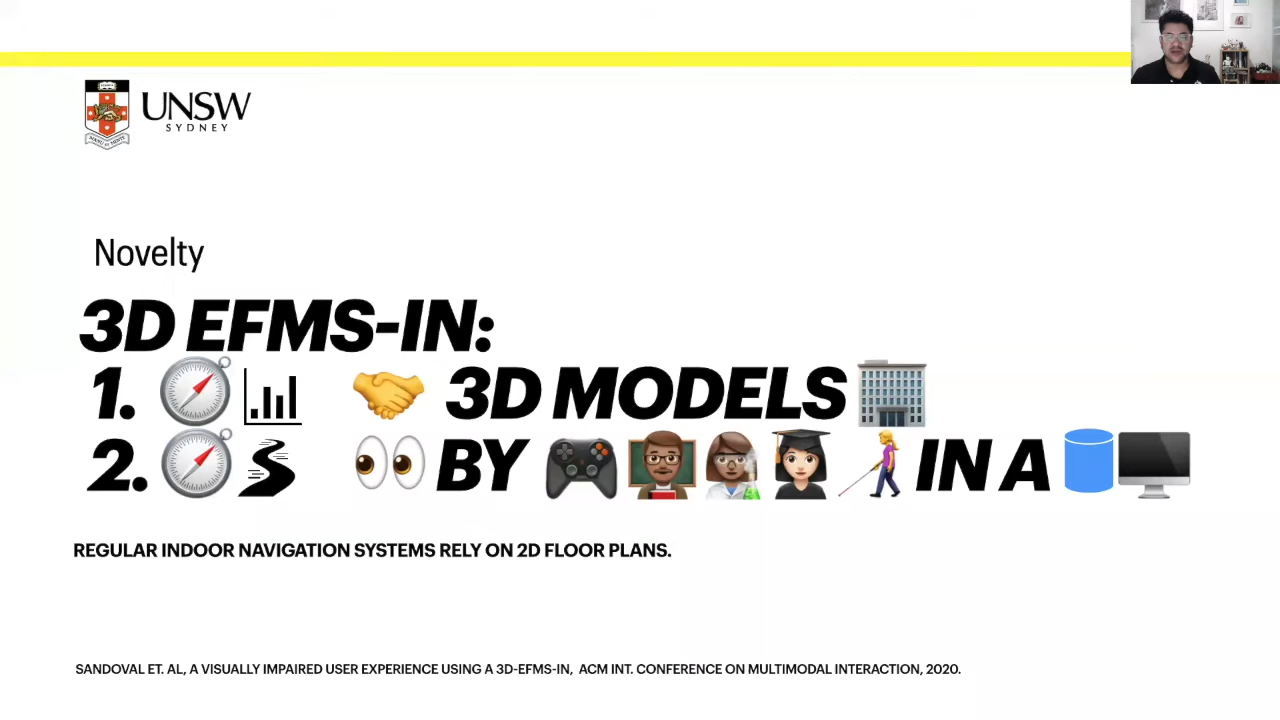 UNSW
SYDNEY
Novelty
3D EFMS-IN:
1. 3D MODELS
2. BY IN A
REGULAR INDOOR NAVIGATION SYSTEMS RELY ON 2D FLOOR PLANS.
SANDOVAL ET. AL, A VISUALLY IMPAIRED USER EXPERIENCE USING A 3D-EFMS-IN, ACM INT. CONFERENCE ON MULTIMODAL INTERACTION, 2020.